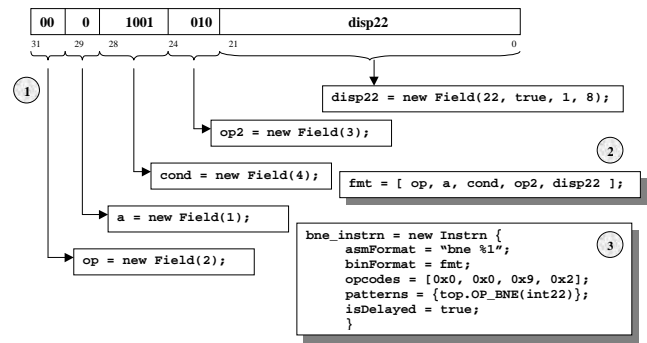 00 0 1001 010 disp22
31 29 28 24 21 0
1
disp22 = new Field(22, true, 1, 8);
op2 = new Field(3);
2
cond = new Field(4);
fmt = [ op, a, cond, op2, disp22 ];
a = new Field(1);
op = new Field(2);
3
bne_instrn = new Instrn {
asmFormat = “bne %1”;
binFormat = fmt;
opcodes = [0x0, 0x0, 0x9, 0x2];
patterns = {top.OP_BNE(int22)};
isDelayed = true;
}